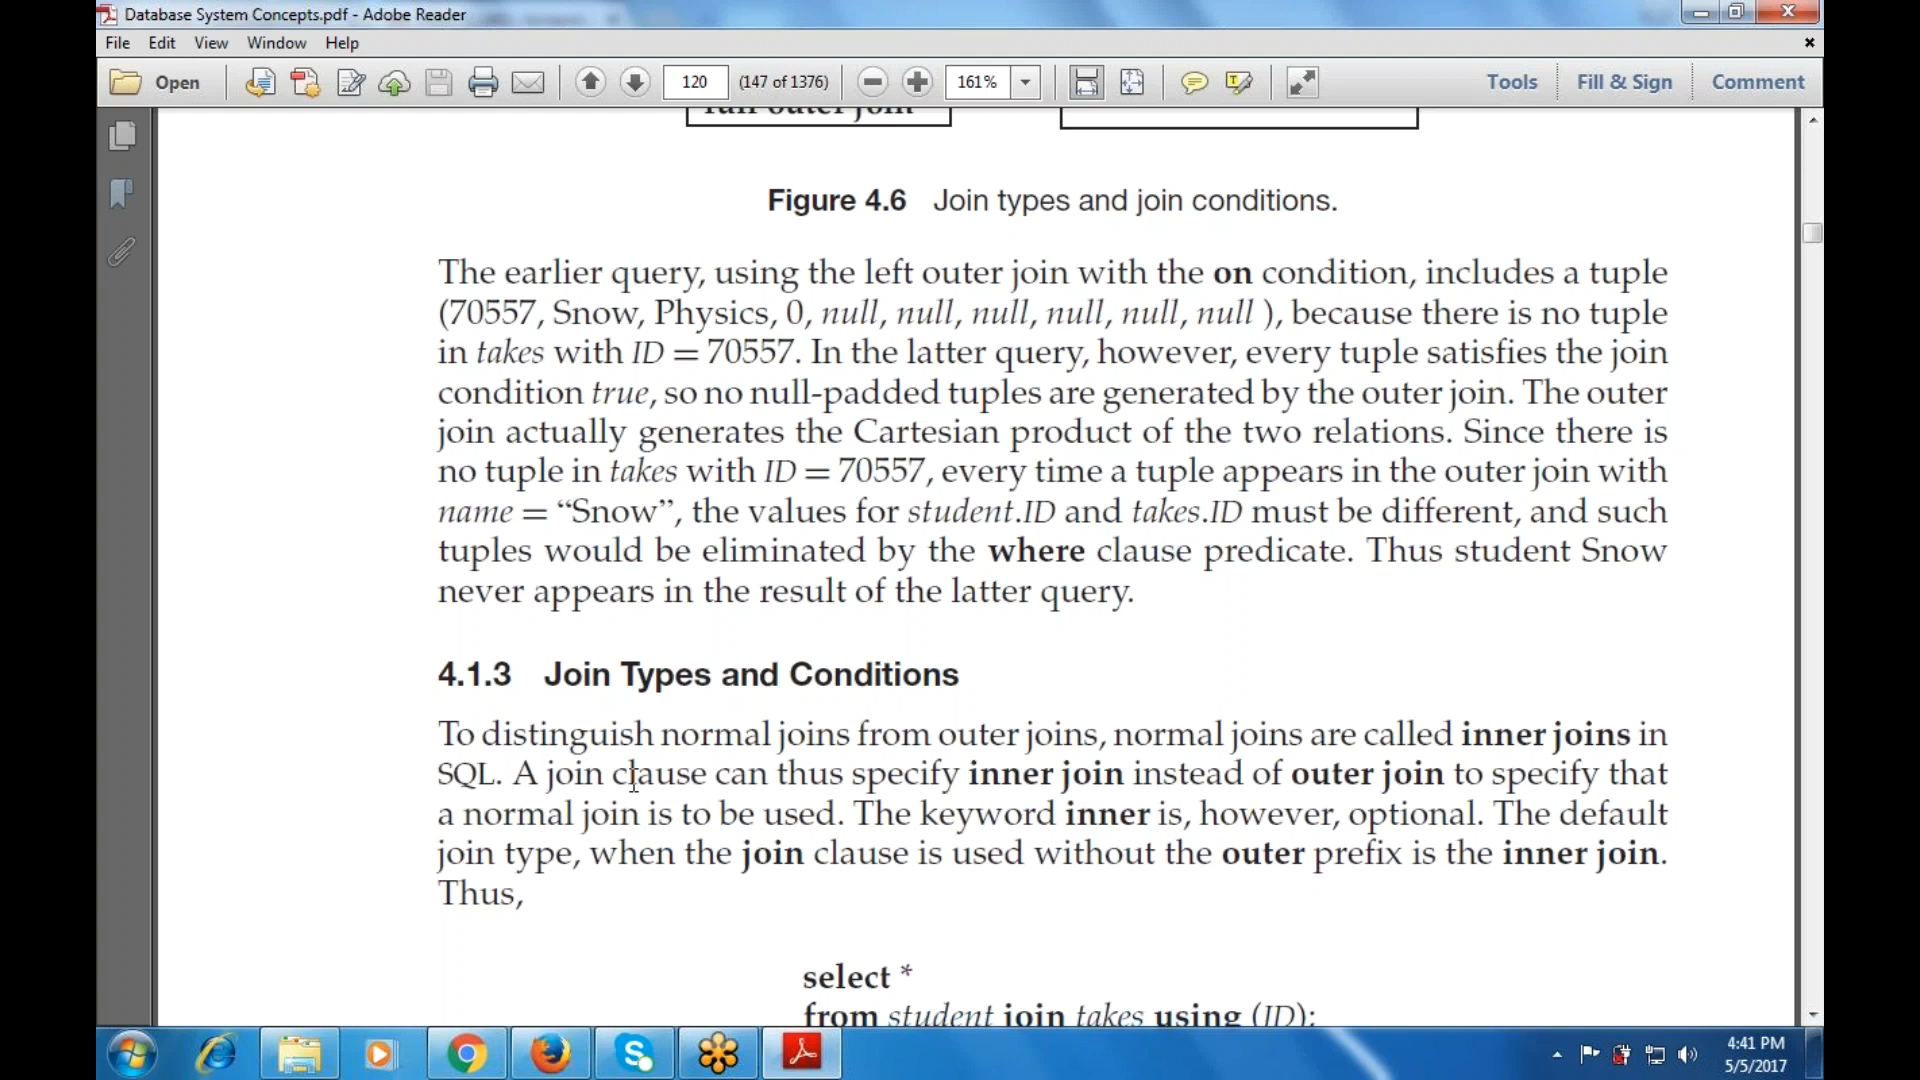 Database System Concepts.pdf - Adobe Reader
File Edit View Window Help
Open 120 (147 of 1376) 161% Tools Fill & Sign Comment
full outer join
Figure 4.6 Join types and join conditions.
The earlier query, using the left outer join with the on condition, includes a tuple
(70557, Snow, Physics, 0, null, null, null, null, null, null ), because there is no tuple
in takes with ID = 70557. In the latter query, however, every tuple satisfies the join
condition true, so no null-padded tuples are generated by the outer join. The outer
join actually generates the Cartesian product of the two relations. Since there is
no tuple in takes with ID = 70557, every time a tuple appears in the outer join with
name = “Snow”, the values for student.ID and takes.ID must be different, and such
tuples would be eliminated by the where clause predicate. Thus student Snow
never appears in the result of the latter query.
4.1.3 Join Types and Conditions
To distinguish normal joins from outer joins, normal joins are called inner joins in
SQL. A join clause can thus specify inner join instead of outer join to specify that
a normal join is to be used. The keyword inner is, however, optional. The default
join type, when the join clause is used without the outer prefix is the inner join.
Thus,
select *
from student join takes using (ID);
4:41 PM
5/5/2017